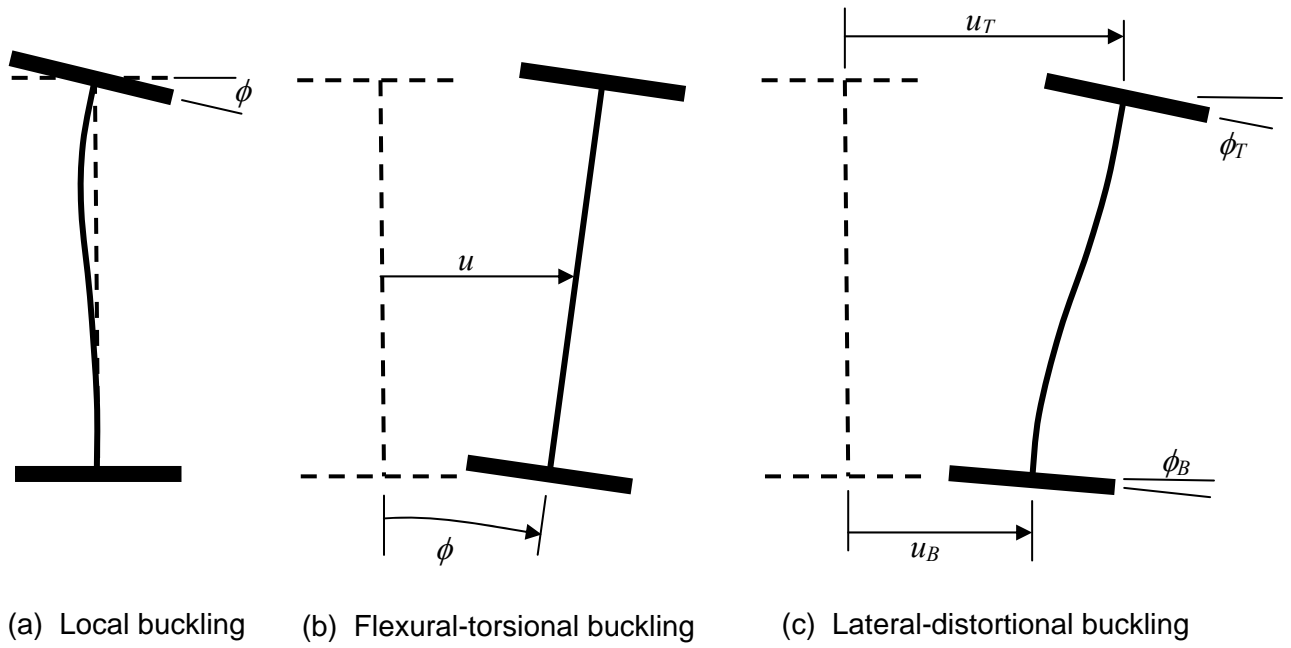 u_T
ϕ
ϕ_T
u
ϕ_B
ϕ
u_B
(a) Local buckling
(b) Flexural-torsional buckling
(c) Lateral-distortional buckling